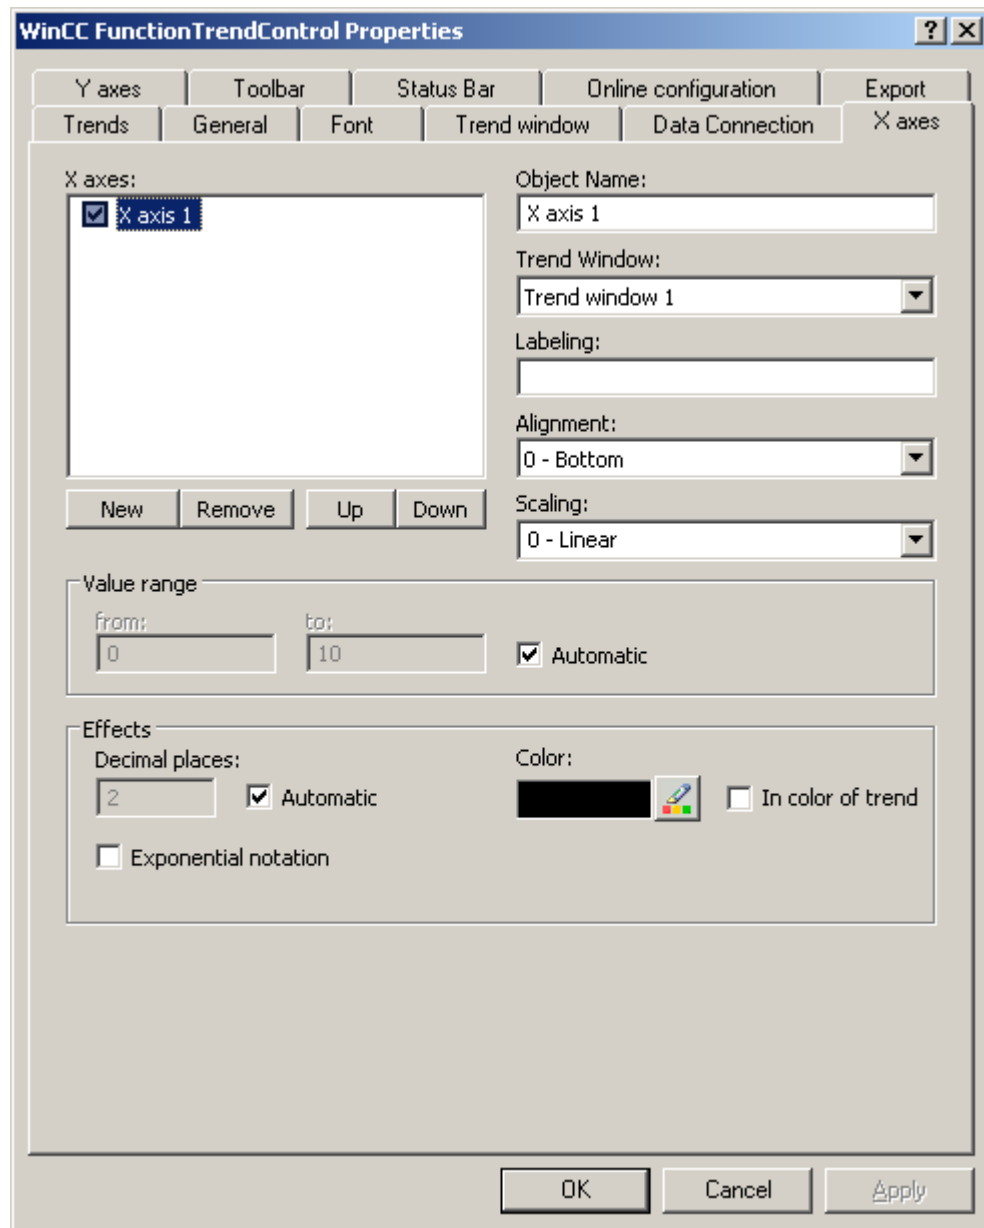 WinCC FunctionTrendControl Properties
Y axes Toolbar Status Bar Online configuration Export
Trends General Font Trend window Data Connection X axes
X axes:
X axis 1
New Remove Up Down
Object Name:
X axis 1
Trend Window:
Trend window 1
Labeling:
Alignment:
0 - Bottom
Scaling:
0 - Linear
Value range
from: to:
0 10 Automatic
Effects
Decimal places: Color:
2 Automatic In color of trend
Exponential notation
OK Cancel Apply